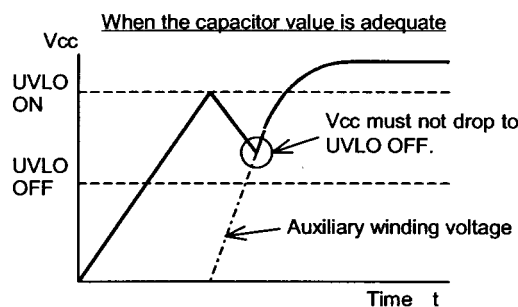 When the capacitor value is adequate
Vcc
UVLO
ON
Vcc must not drop to
UVLO OFF.
UVLO
OFF
Auxiliary winding voltage
Time t